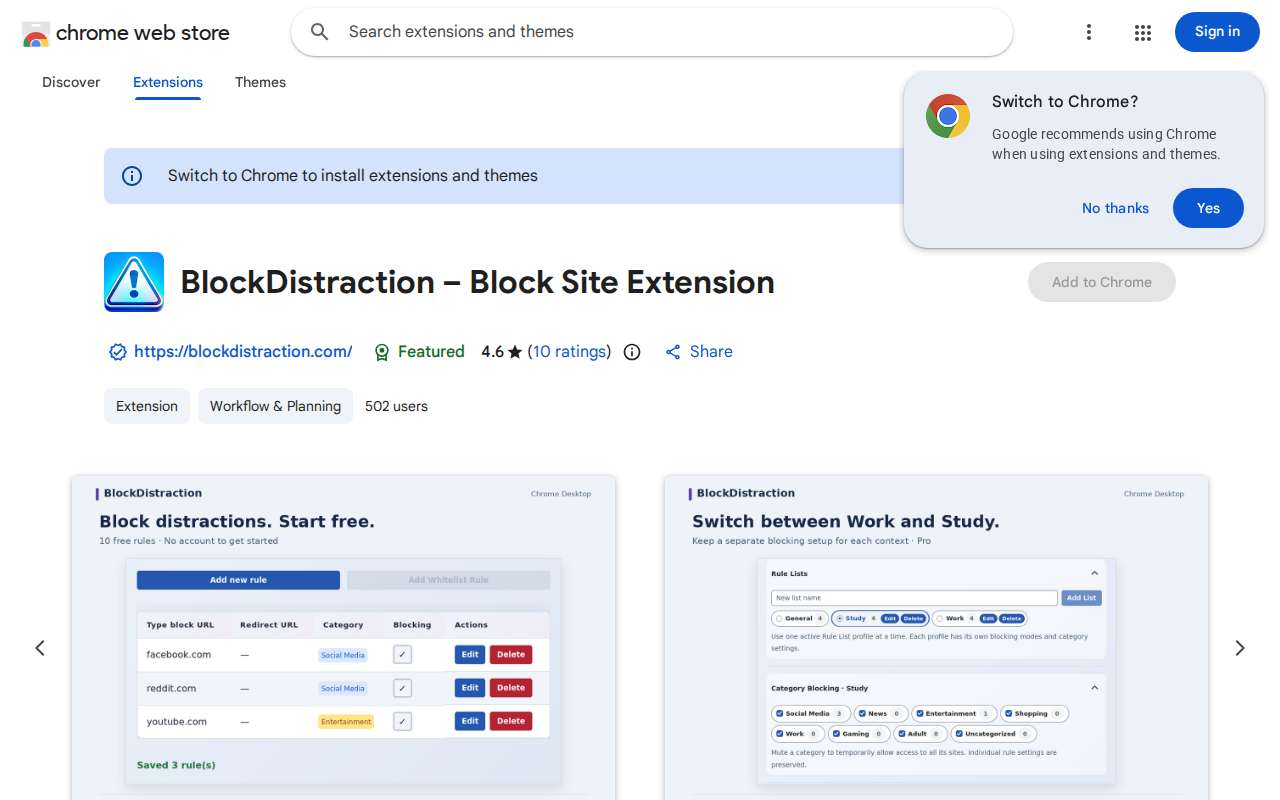 chrome web store
Search extensions and themes
Sign in
Discover
Extensions
Themes
Switch to Chrome?
Google recommends using Chrome
when using extensions and themes.
No thanks
Yes
Switch to Chrome to install extensions and themes
BlockDistraction – Block Site Extension
Add to Chrome
https://blockdistraction.com/
Featured
4.6 ★ (10 ratings)
Share
Extension
Workflow & Planning
502 users
BlockDistraction
Chrome Desktop
Block distractions. Start free.
10 free rules · No account to get started
Add new rule
Add Whitelist Rule
Type block URL
Redirect URL
Category
Blocking
Actions
facebook.com
—
Social Media
✓
Edit
Delete
reddit.com
—
Social Media
✓
Edit
Delete
youtube.com
—
Entertainment
✓
Edit
Delete
Saved 3 rule(s)
BlockDistraction
Chrome Desktop
Switch between Work and Study.
Keep a separate blocking setup for each context · Pro
Rule Lists
New list name
Add List
General 4
Study 4 Edit Delete
Work 4 Edit Delete
Use one active Rule List profile at a time. Each profile has its own blocking modes and category
settings.
Category Blocking · Study
Social Media 3
News 0
Entertainment 1
Shopping 0
Work 0
Gaming 0
Adult 0
Uncategorized 0
Mute a category to temporarily allow access to all its sites. Individual rule settings are
preserved.